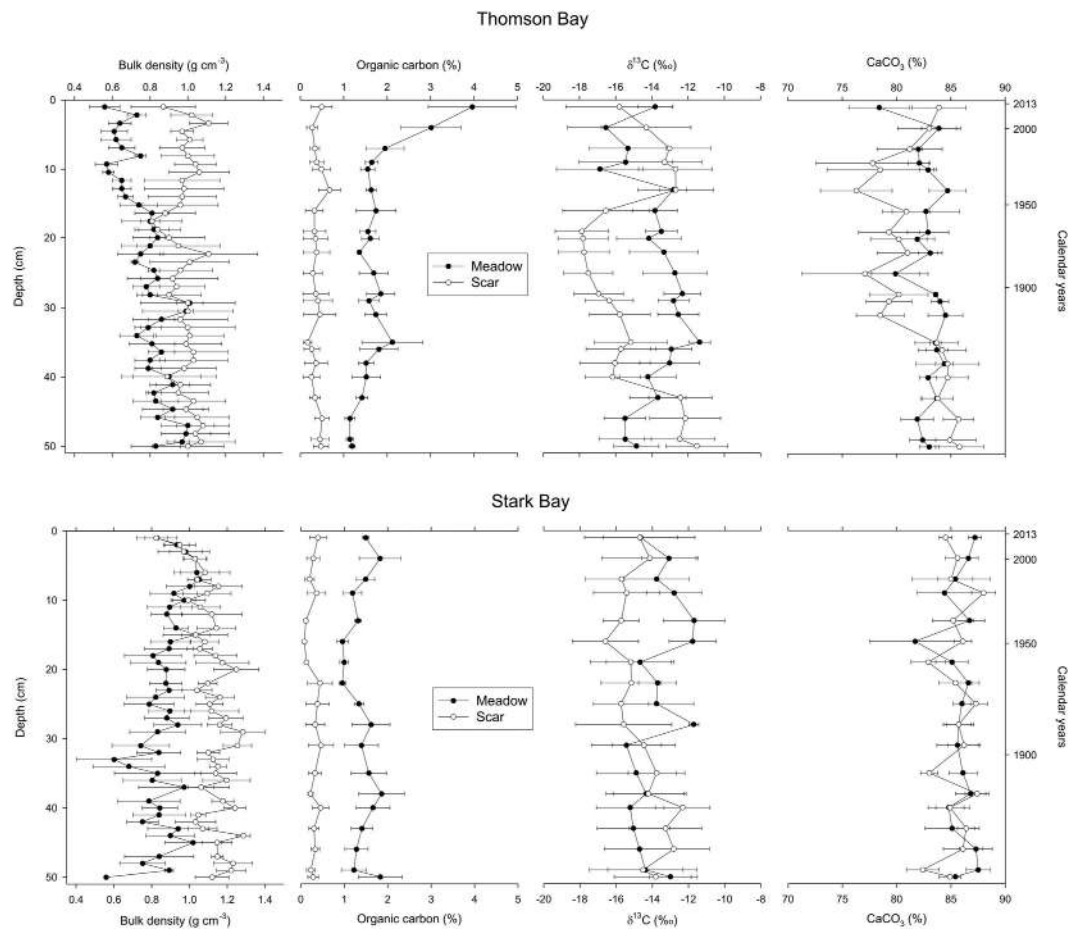 Thomson Bay
Bulk density (g cm⁻³)
Organic carbon (%)
δ¹³C (‰)
CaCO₃ (%)
0.4 0.6 0.8 1.0 1.2 1.4
0 1 2 3 4 5
-20 -18 -16 -14 -12 -10 -8
70 75 80 85 90
0
10
20
30
40
50
Depth (cm)
Meadow
Scar
2013
2000
1950
1900
Calendar years
Stark Bay
0
10
20
30
40
50
Depth (cm)
Meadow
Scar
2013
2000
1950
1900
Calendar years
0.4 0.6 0.8 1.0 1.2 1.4
0 1 2 3 4 5
-20 -18 -16 -14 -12 -10 -8
70 75 80 85 90
Bulk density (g cm⁻³)
Organic carbon (%)
δ¹³C (‰)
CaCO₃ (%)